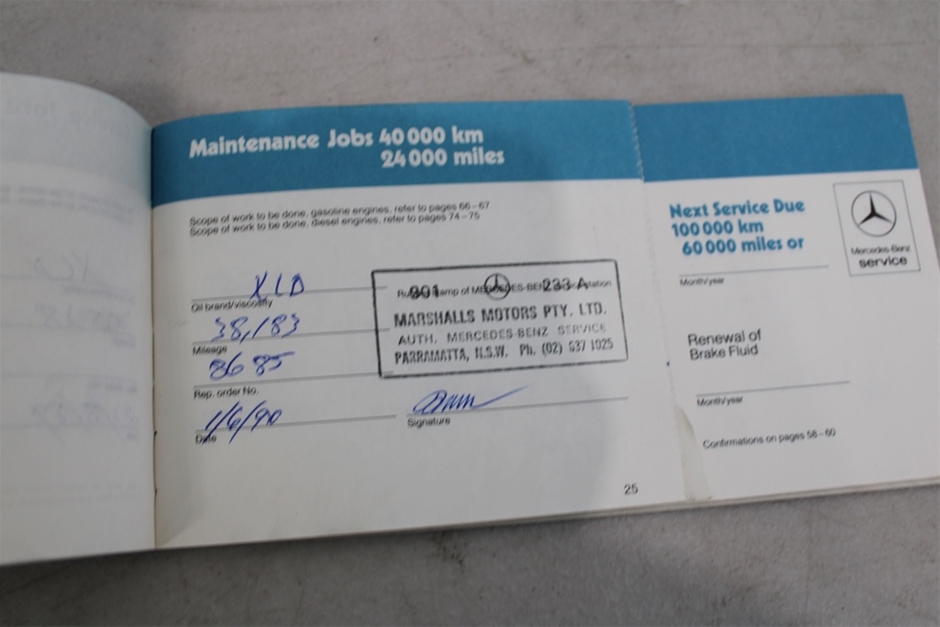 Maintenance Jobs 40 000 km
24 000 miles
Scope of work to be done, gasoline engines, refer to pages 66–67
Scope of work to be done, diesel engines, refer to pages 74–75
XLD
Oil brand/viscosity
38,183
Mileage
8685
Rep. order No.
1/6/90
Date
901 233 A
MARSHALLS MOTORS PTY. LTD.
AUTH. MERCEDES-BENZ SERVICE
PARRAMATTA, N.S.W. Ph. (02) 637 1025
Signature
25
Next Service Due
100 000 km
60 000 miles or
Month/year
Mercedes-Benz
service
Renewal of
Brake Fluid
Month/year
Confirmations on pages 58–60